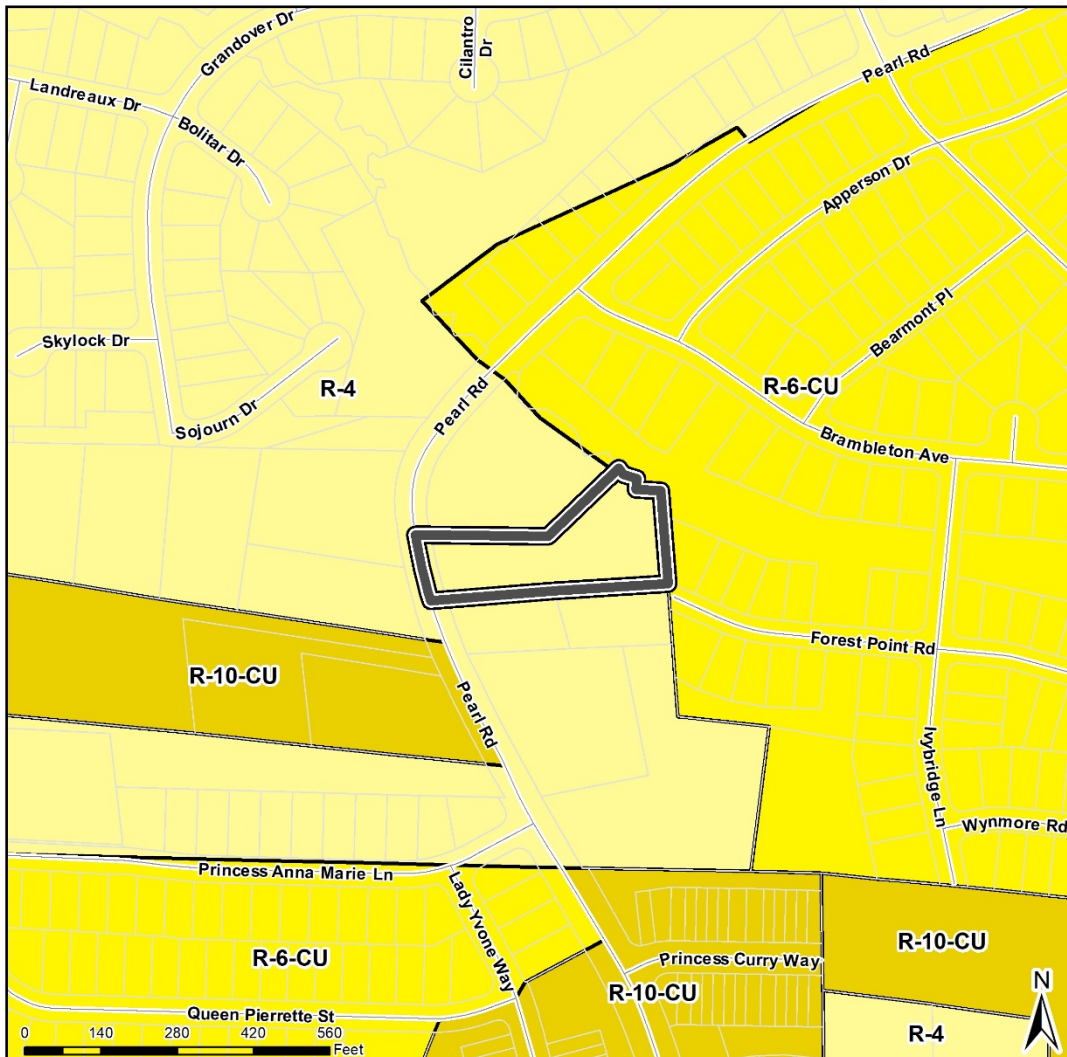 Grandover Dr
Cilantro
Dr
Pearl Rd
Landreaux Dr
Bolitar Dr
Apperson Dr
Bearmont Pl
Skylock Dr
R-4
Pearl Rd
R-6-CU
Sojourn Dr
Brambleton Ave
Forest Point Rd
R-10-CU
Pearl Rd
Ivybridge Ln
Wynmore Rd
Princess Anna Marie Ln
Lady Yvone Way
R-6-CU
R-10-CU
Princess Curry Way
R-10-CU
Queen Pierrette St
N
R-4
0 140 280 420 560
Feet